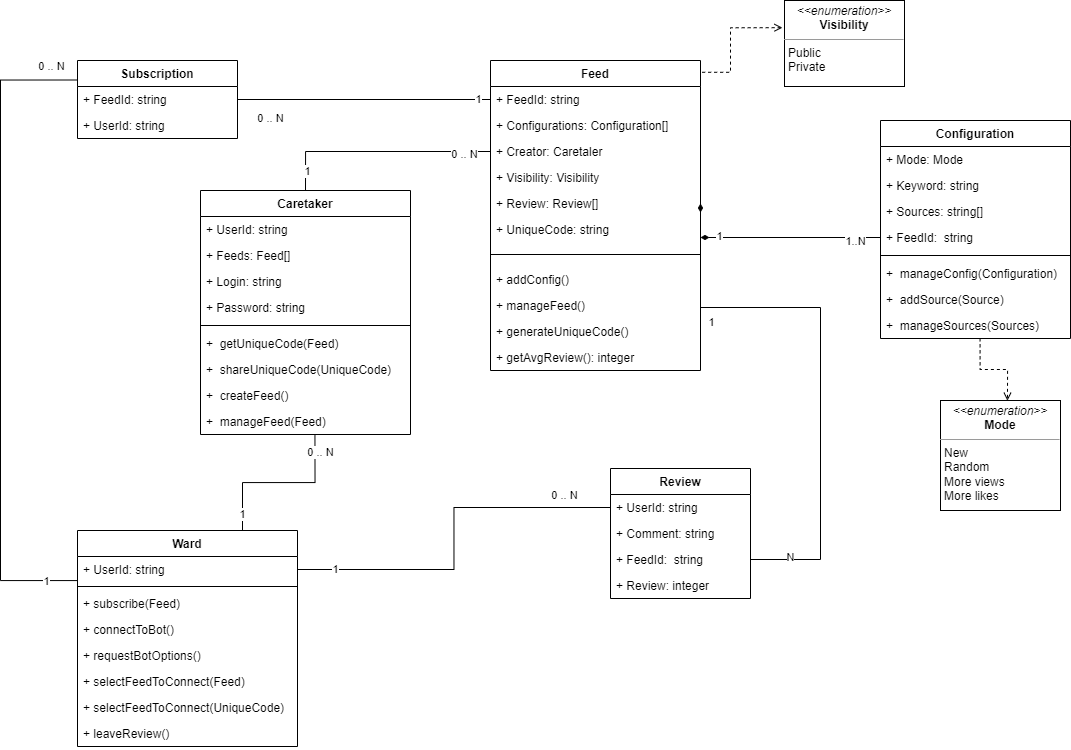 <<enumeration>>
Visibility
Public
Private
0 .. N
Subscription
+ FeedId: string
+ UserId: string
0 .. N
1
Feed
+ FeedId: string
+ Configurations: Configuration[]
+ Creator: Caretaler
+ Visibility: Visibility
+ Review: Review[]
+ UniqueCode: string
+ addConfig()
+ manageFeed()
+ generateUniqueCode()
+ getAvgReview(): integer
0 .. N
1
Configuration
+ Mode: Mode
+ Keyword: string
+ Sources: string[]
+ FeedId: string
+ manageConfig(Configuration)
+ addSource(Source)
+ manageSources(Sources)
1
1..N
Caretaker
+ UserId: string
+ Feeds: Feed[]
+ Login: string
+ Password: string
+ getUniqueCode(Feed)
+ shareUniqueCode(UniqueCode)
+ createFeed()
+ manageFeed(Feed)
1
<<enumeration>>
Mode
New
Random
More views
More likes
0 .. N
1
Review
+ UserId: string
+ Comment: string
+ FeedId: string
+ Review: integer
0 .. N
N
Ward
+ UserId: string
+ subscribe(Feed)
+ connectToBot()
+ requestBotOptions()
+ selectFeedToConnect(Feed)
+ selectFeedToConnect(UniqueCode)
+ leaveReview()
1
1